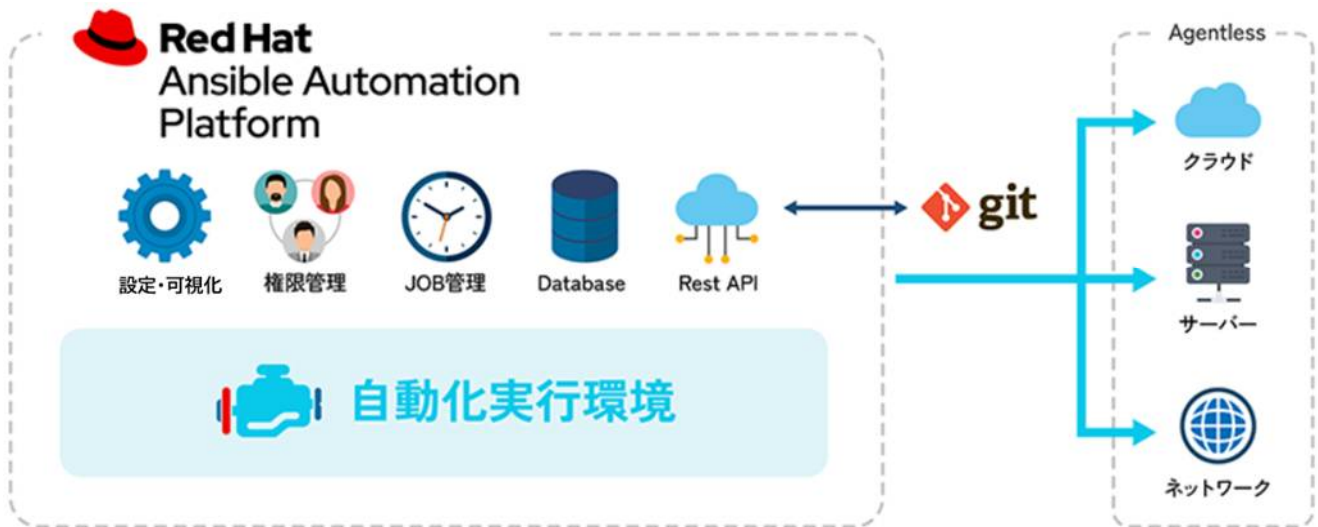 Red Hat
Ansible Automation
Platform
設定・可視化
権限管理
JOB管理
Database
Rest API
git
自動化実行環境
Agentless
クラウド
サーバー
ネットワーク